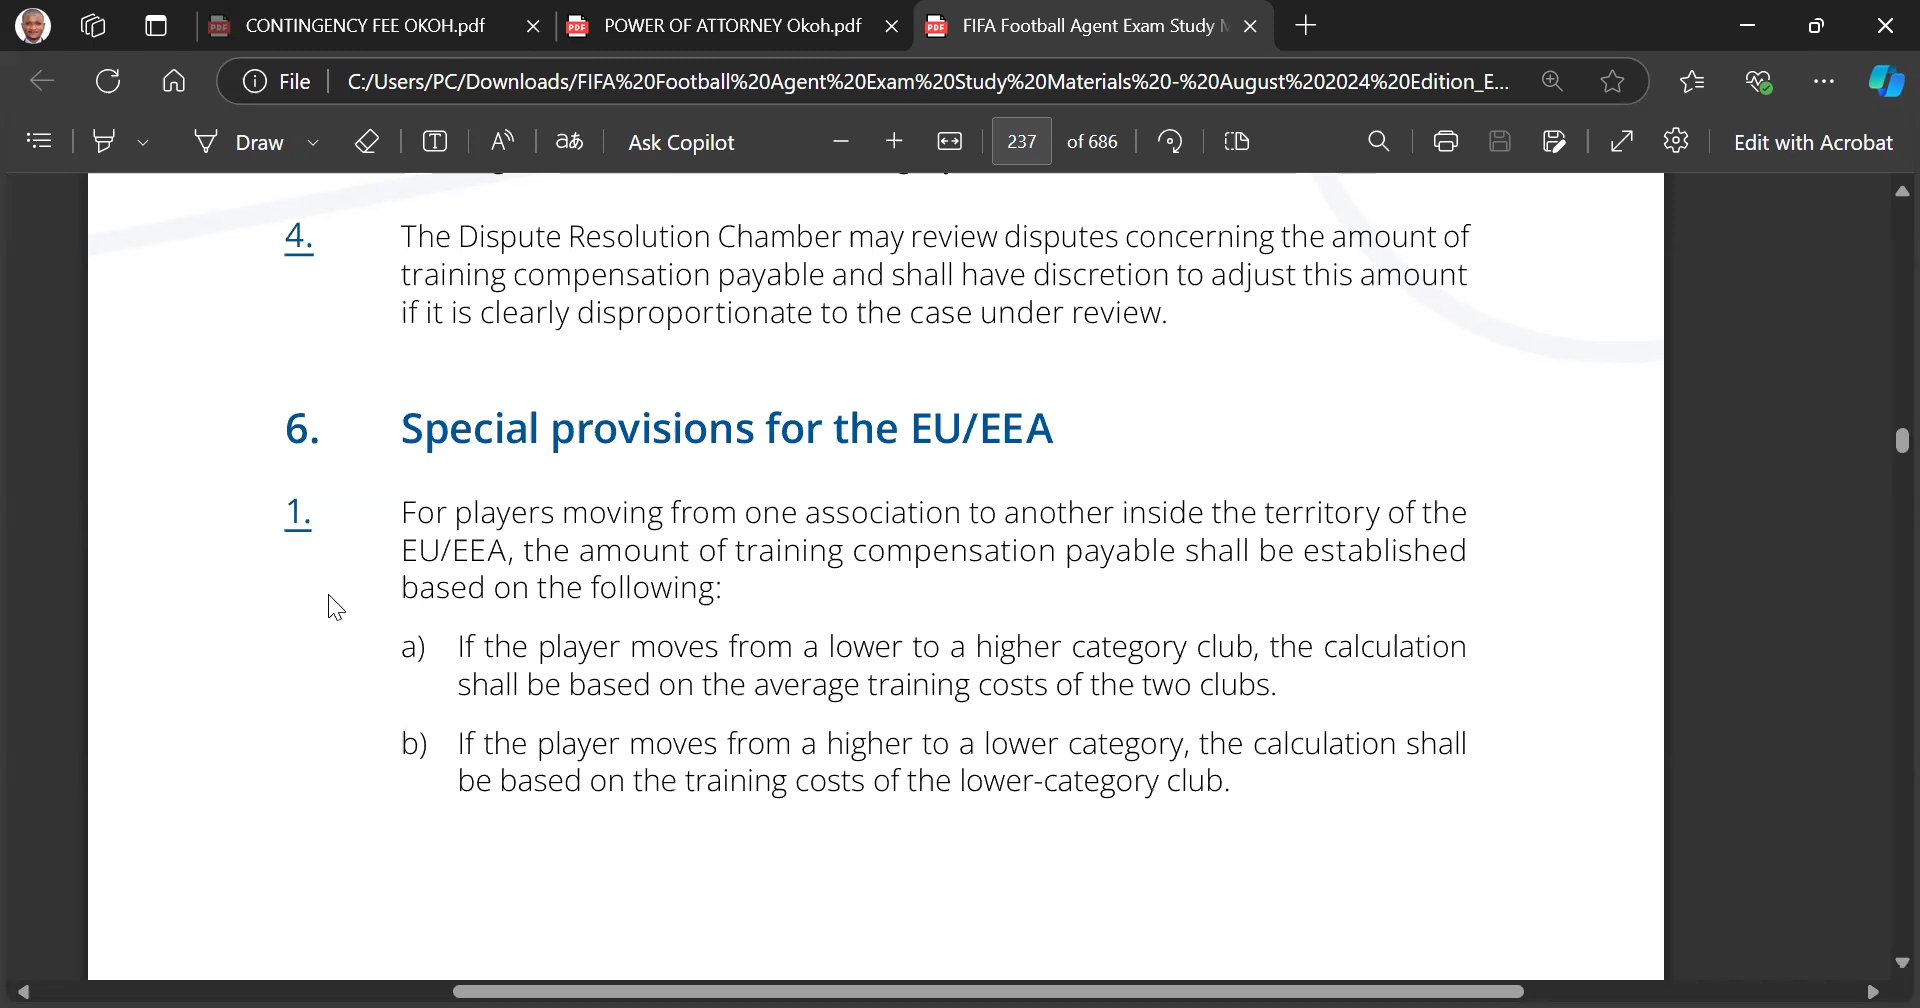 CONTINGENCY FEE OKOH.pdf
POWER OF ATTORNEY Okoh.pdf
FIFA Football Agent Exam Study
File
C:/Users/PC/Downloads/FIFA%20Football%20Agent%20Exam%20Study%20Materials%20-%20August%202024%20Edition_E...
Draw
aあ
Ask Copilot
237 of 686
Edit with Acrobat
4. The Dispute Resolution Chamber may review disputes concerning the amount of
training compensation payable and shall have discretion to adjust this amount
if it is clearly disproportionate to the case under review.
6. Special provisions for the EU/EEA
1. For players moving from one association to another inside the territory of the
EU/EEA, the amount of training compensation payable shall be established
based on the following:
a) If the player moves from a lower to a higher category club, the calculation
shall be based on the average training costs of the two clubs.
b) If the player moves from a higher to a lower category, the calculation shall
be based on the training costs of the lower-category club.